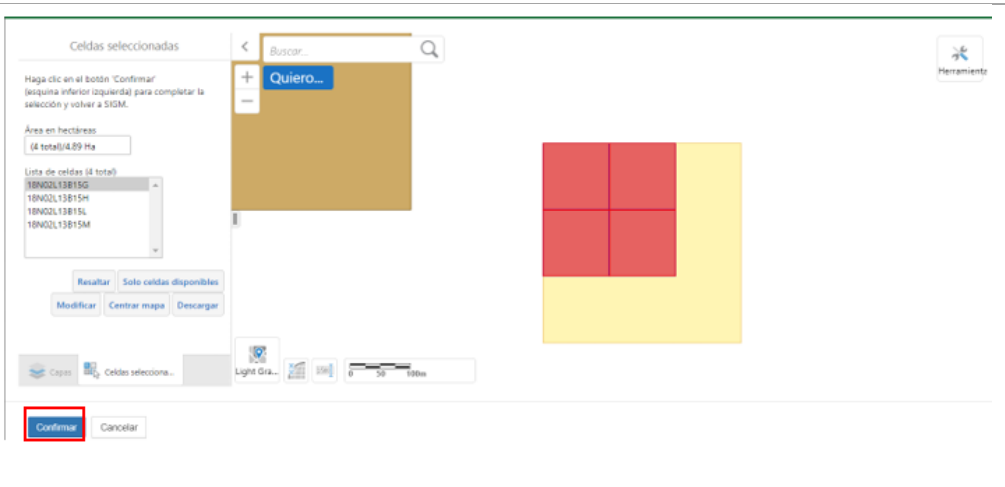 Celdas seleccionadas
Haga clic en el botón 'Confirmar'
(esquina inferior izquierda) para completar la
selección y volver a SIGM.
Área en hectáreas
(4 total)/4.89 Ha
Lista de celdas (4 total)
18N02L13B15G
18N02L13B15H
18N02L13B15L
18N02L13B15M
Resaltar
Solo celdas disponibles
Modificar
Centrar mapa
Descargar
Capas
Celdas selecciona...
Confirmar
Cancelar
Buscar...
Quiero...
Herramienta
Light Gra...
0 50 100m